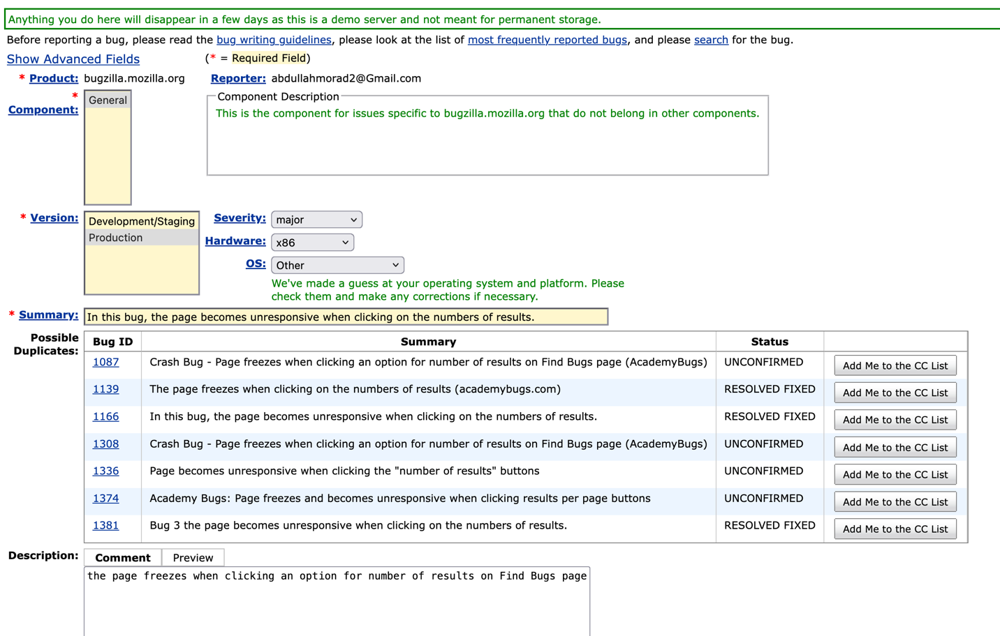 Anything you do here will disappear in a few days as this is a demo server and not meant for permanent storage.
Before reporting a bug, please read the bug writing guidelines, please look at the list of most frequently reported bugs, and please search for the bug.
Show Advanced Fields (* = Required Field)
* Product: bugzilla.mozilla.org Reporter: abdullahmorad2@Gmail.com
* Component: General
Component Description
This is the component for issues specific to bugzilla.mozilla.org that do not belong in other components.
* Version: Development/Staging
Production
Severity: major
Hardware: x86
OS: Other
We've made a guess at your operating system and platform. Please
check them and make any corrections if necessary.
* Summary: In this bug, the page becomes unresponsive when clicking on the numbers of results.
Possible
Duplicates:
Bug ID Summary Status
1087 Crash Bug - Page freezes when clicking an option for number of results on Find Bugs page (AcademyBugs) UNCONFIRMED Add Me to the CC List
1139 The page freezes when clicking on the numbers of results (academybugs.com) RESOLVED FIXED Add Me to the CC List
1166 In this bug, the page becomes unresponsive when clicking on the numbers of results. RESOLVED FIXED Add Me to the CC List
1308 Crash Bug - Page freezes when clicking an option for number of results on Find Bugs page (AcademyBugs) UNCONFIRMED Add Me to the CC List
1336 Page becomes unresponsive when clicking the "number of results" buttons UNCONFIRMED Add Me to the CC List
1374 Academy Bugs: Page freezes and becomes unresponsive when clicking results per page buttons UNCONFIRMED Add Me to the CC List
1381 Bug 3 the page becomes unresponsive when clicking on the numbers of results. RESOLVED FIXED Add Me to the CC List
Description: Comment Preview
the page freezes when clicking an option for number of results on Find Bugs page